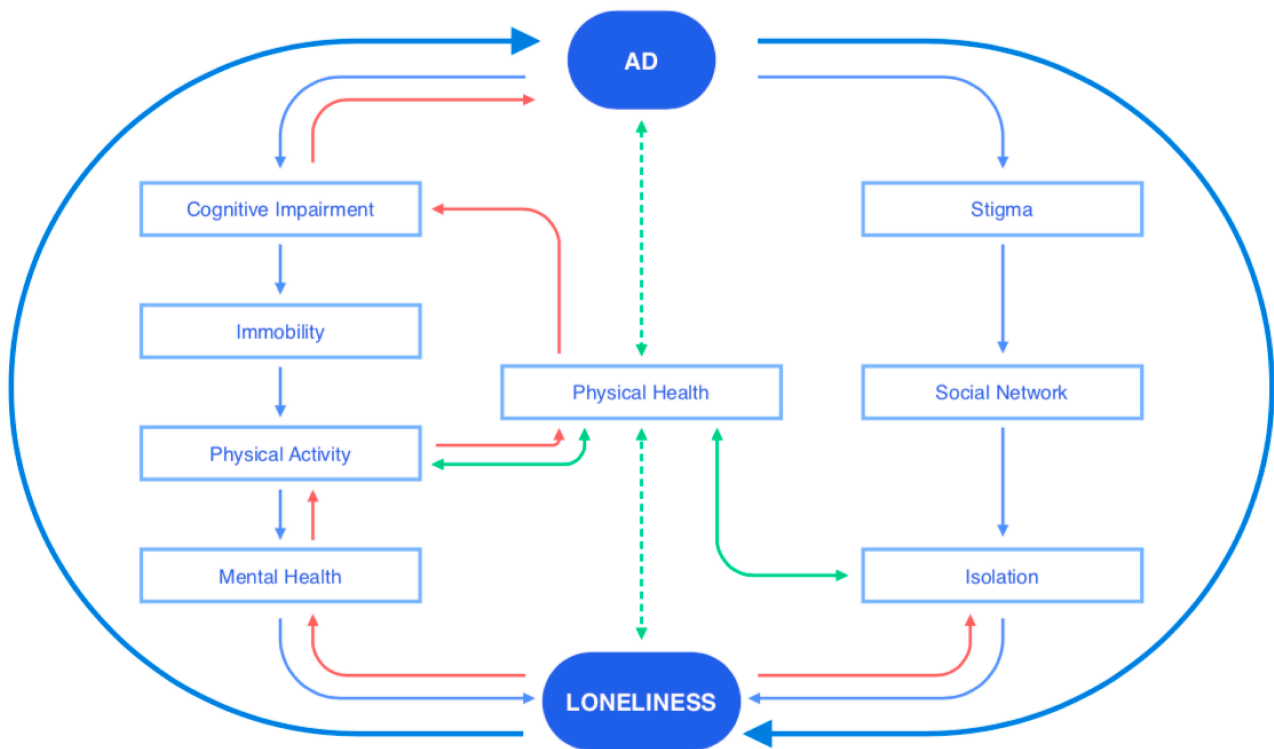 AD
Cognitive Impairment
Stigma
Immobility
Physical Health
Social Network
Physical Activity
Mental Health
Isolation
LONELINESS